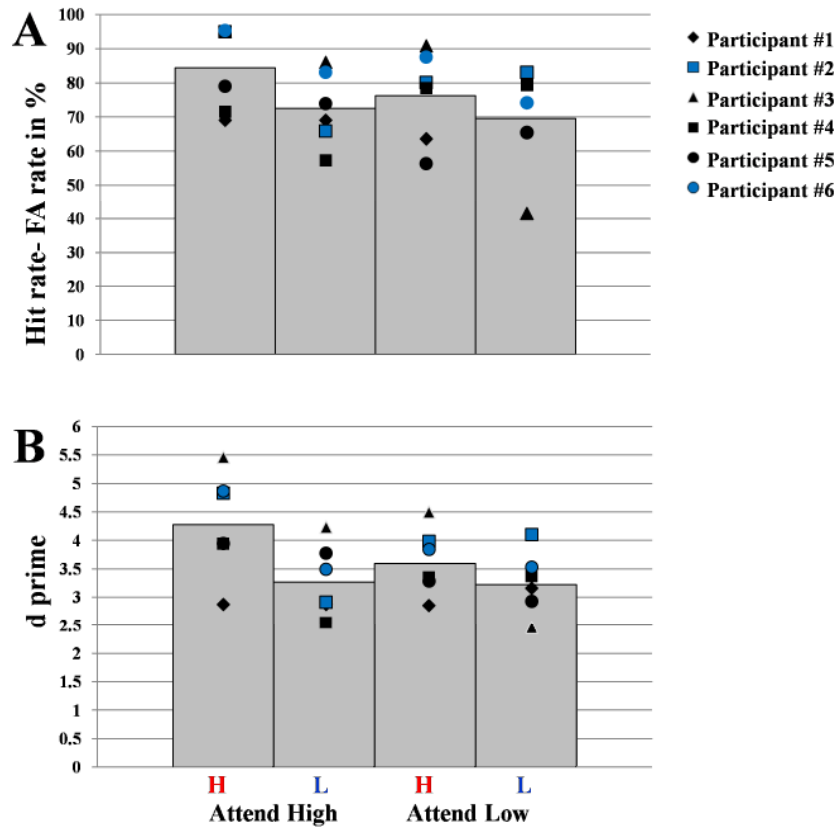 A
Hit rate- FA rate in %
100
90
80
70
60
50
40
30
20
10
0
Participant #1
Participant #2
Participant #3
Participant #4
Participant #5
Participant #6
B
d prime
6
5.5
5
4.5
4
3.5
3
2.5
2
1.5
1
0.5
0
H L H L
Attend High Attend Low